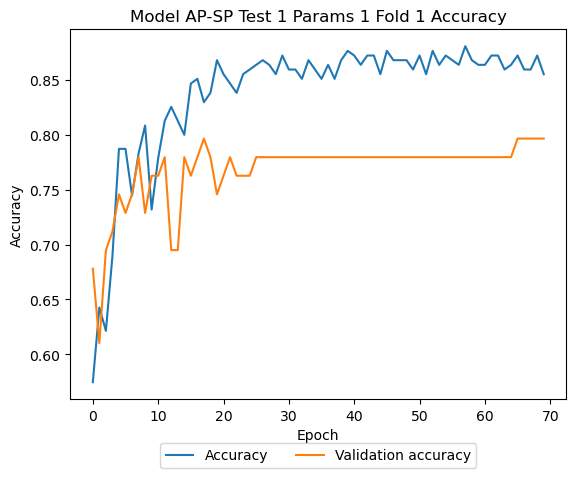 Model AP-SP Test 1 Params 1 Fold 1 Accuracy
0.85
0.80
0.75
0.70
0.65
0.60
Accuracy
0 10 20 30 40 50 60 70
Epoch
Accuracy Validation accuracy